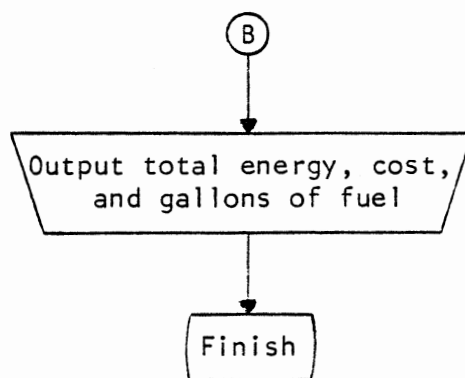 B
Output total energy, cost,
and gallons of fuel
Finish